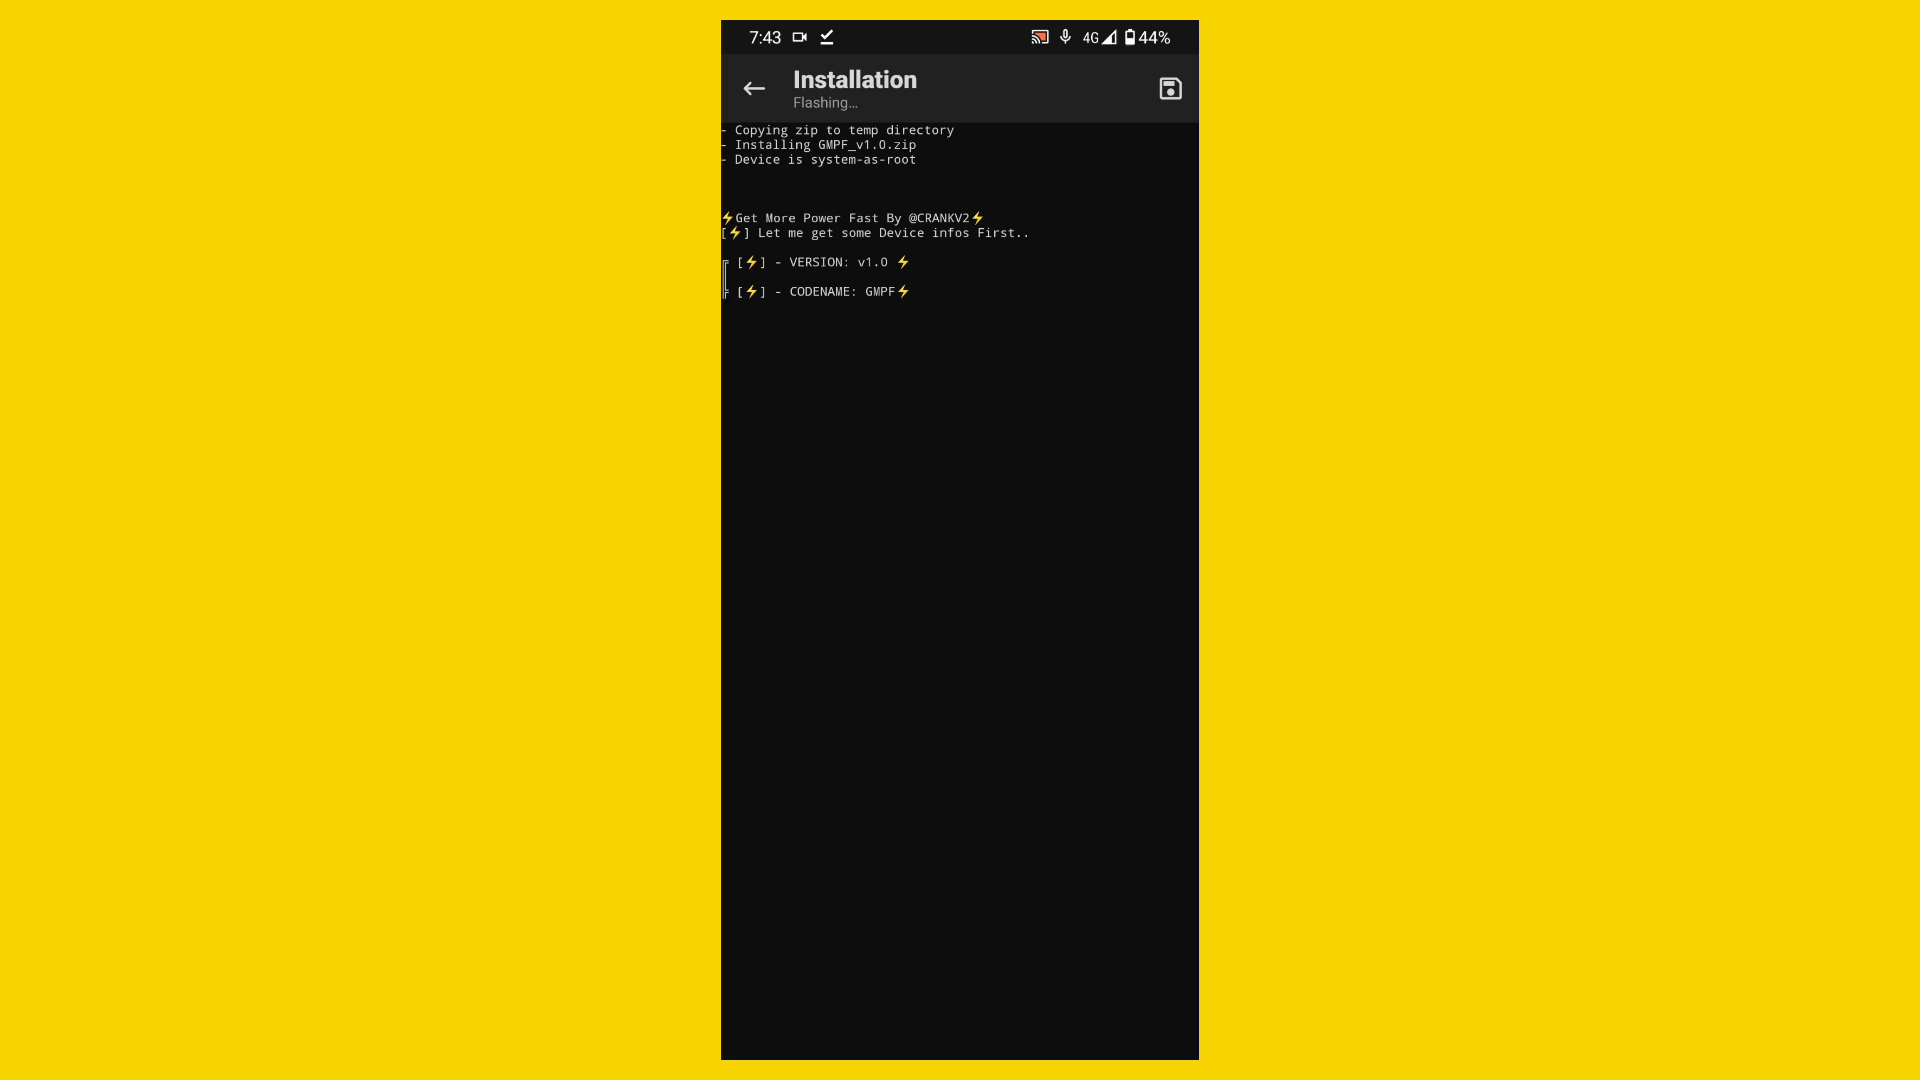 7:43 4G 44%
Installation
Flashing...
- Copying zip to temp directory
- Installing GMPF_v1.0.zip
- Device is system-as-root
⚡Get More Power Fast By @CRANKV2⚡
[⚡] Let me get some Device infos First..
╔ [⚡] - VERSION: v1.0 ⚡
║
╠ [⚡] - CODENAME: GMPF⚡